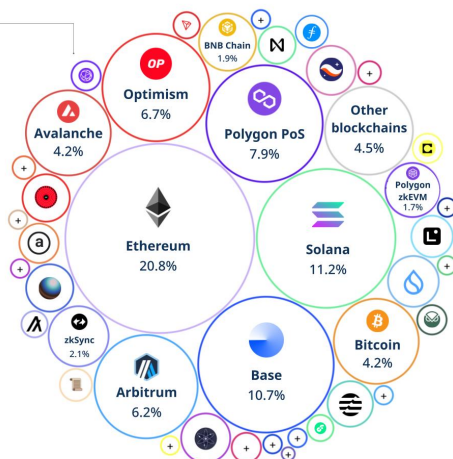 BNB Chain
1.9%
OP
Optimism
6.7%
Polygon PoS
7.9%
Other
blockchains
4.5%
Avalanche
4.2%
Polygon
zkEVM
1.7%
a
Ethereum
20.8%
Solana
11.2%
zkSync
2.1%
Bitcoin
4.2%
Arbitrum
6.2%
Base
10.7%
+
+
+
+
+
+
+
+
+
+
+
+
+
+